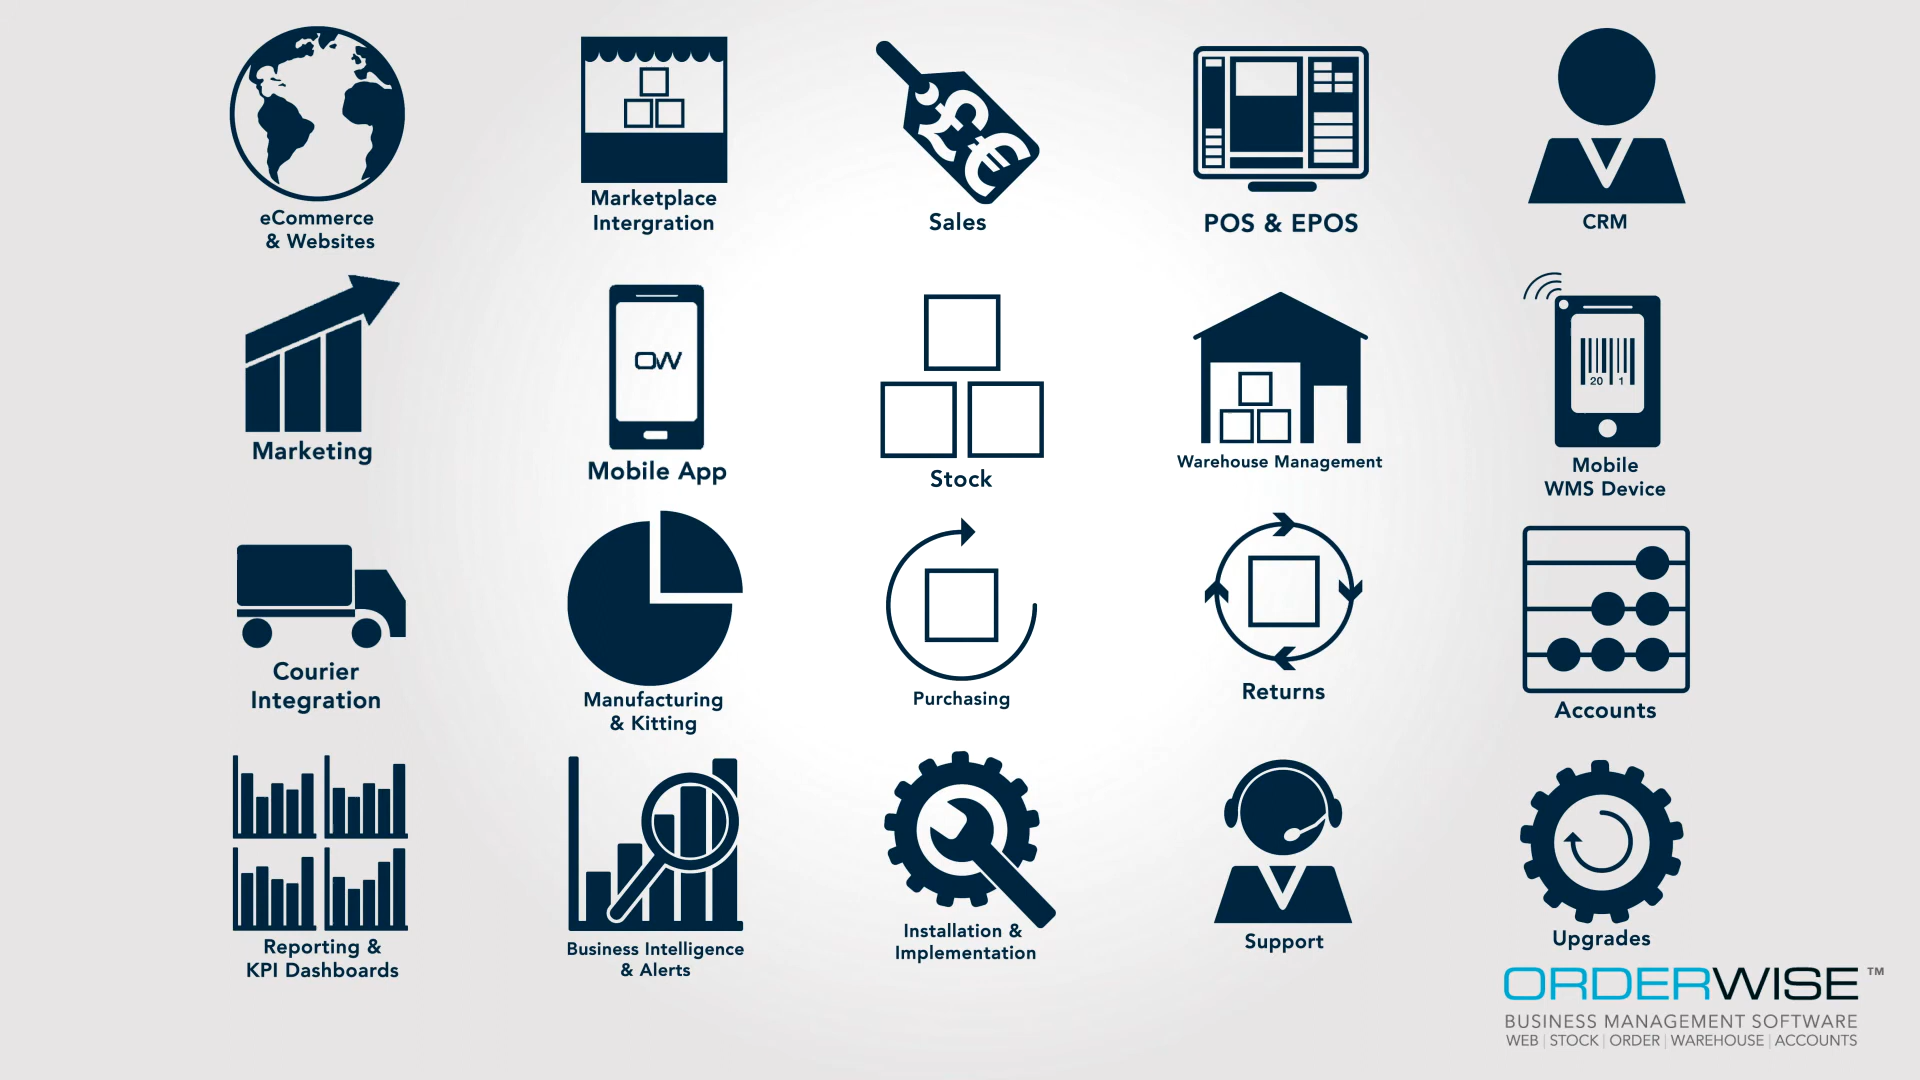 £ €
eCommerce
& Websites
Marketplace
Intergration
Sales
POS & EPOS
CRM
Marketing
OW
Mobile App
Stock
Warehouse Management
20 1
Mobile
WMS Device
Courier
Integration
Manufacturing
& Kitting
Purchasing
Returns
Accounts
Reporting &
KPI Dashboards
Business Intelligence
& Alerts
Installation &
Implementation
Support
Upgrades
ORDERWISE™
BUSINESS MANAGEMENT SOFTWARE
WEB | STOCK | ORDER | WAREHOUSE | ACCOUNTS